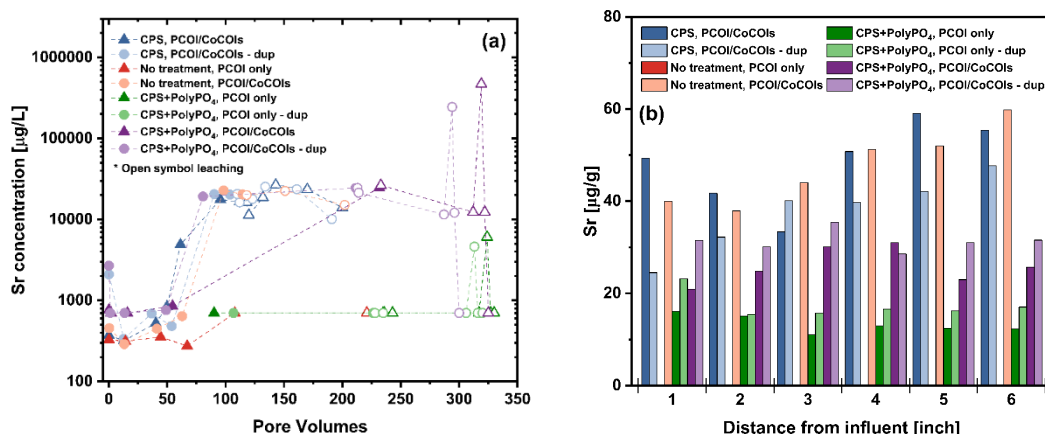 (a)
CPS, PCOI/CoCOIs
CPS, PCOI/CoCOIs - dup
No treatment, PCOI only
No treatment, PCOI/CoCOIs
CPS+PolyPO4, PCOI only
CPS+PolyPO4, PCOI only - dup
CPS+PolyPO4, PCOI/CoCOIs
CPS+PolyPO4, PCOI/CoCOIs - dup
* Open symbol leaching
Sr concentration (µg/L)
1000000
100000
10000
1000
100
0 50 100 150 200 250 300 350
Pore Volumes
(b)
CPS, PCOI/CoCOIs
CPS, PCOI/CoCOIs - dup
No treatment, PCOI only
No treatment, PCOI/CoCOIs
CPS+PolyPO4, PCOI only
CPS+PolyPO4, PCOI only - dup
CPS+PolyPO4, PCOI/CoCOIs
CPS+PolyPO4, PCOI/CoCOIs - dup
Sr [µg/g]
80
60
40
20
0
1 2 3 4 5 6
Distance from influent [inch]